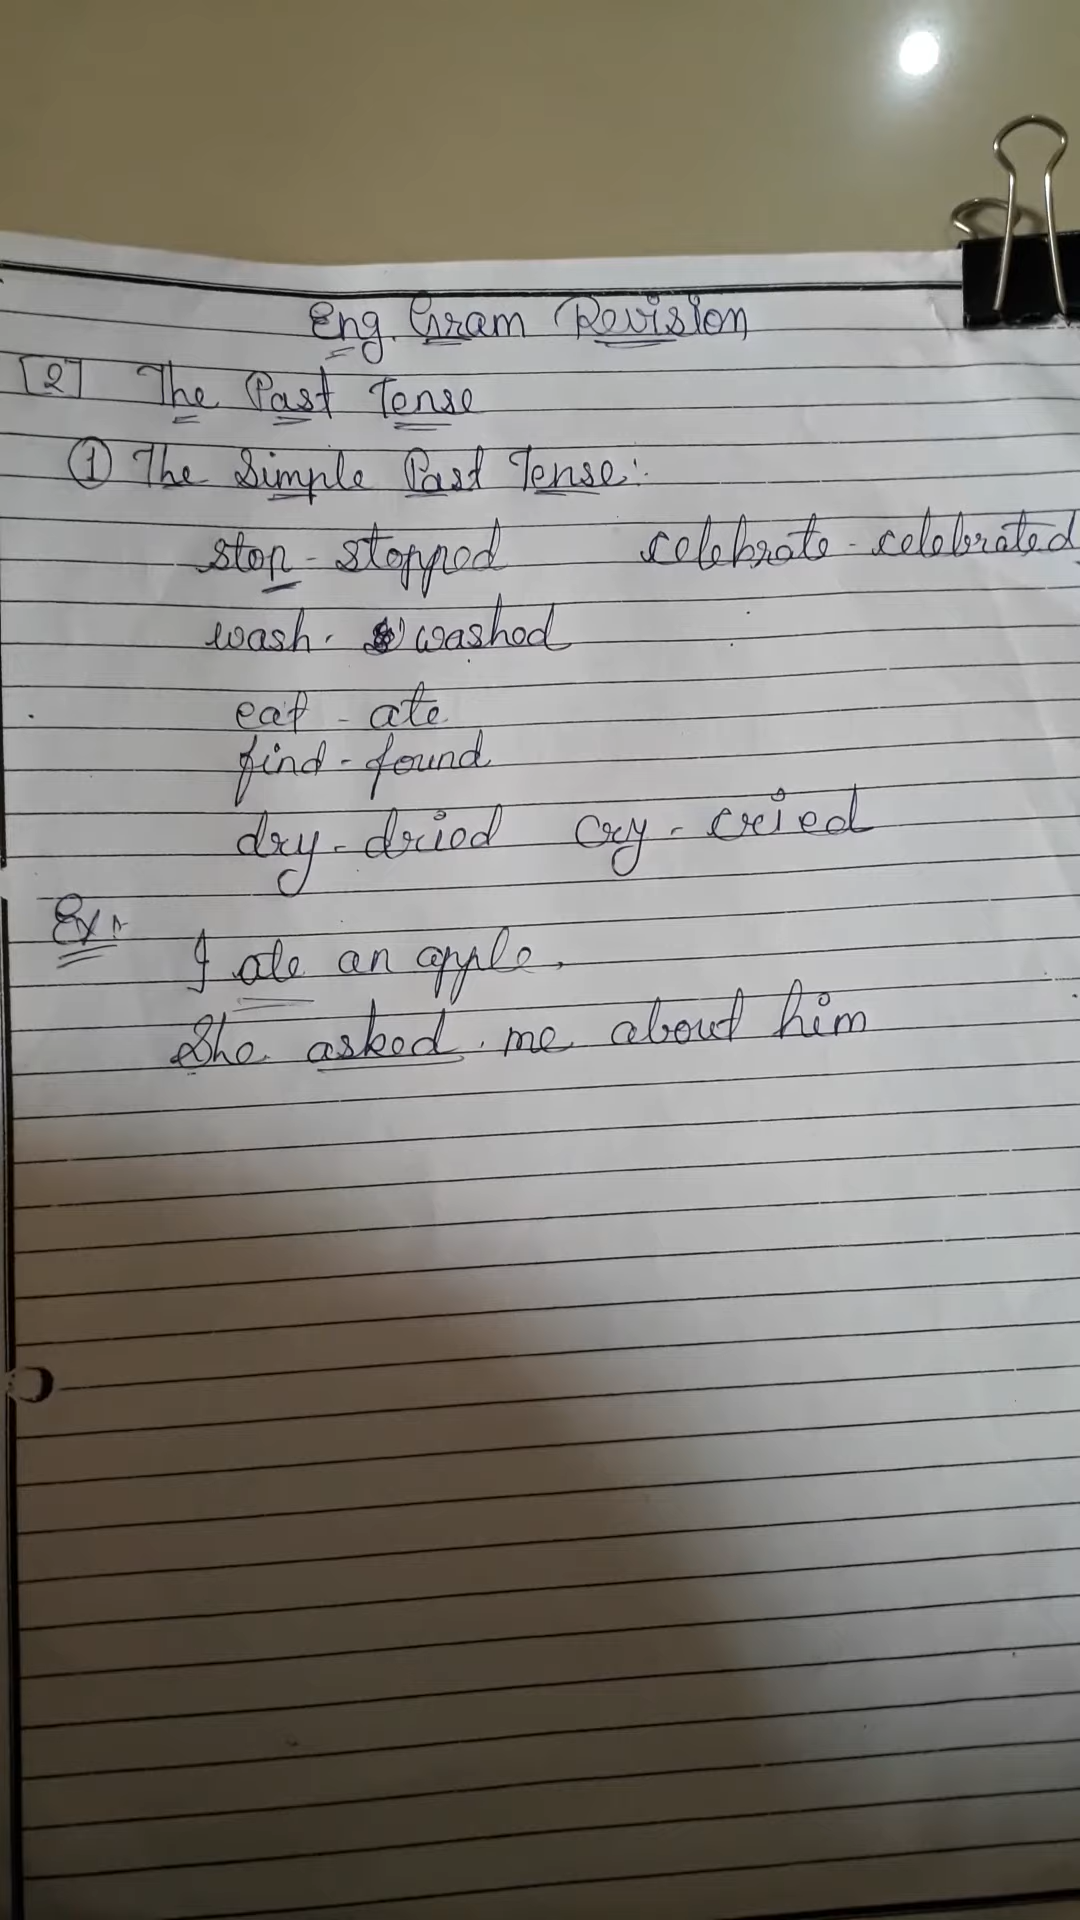 Eng. Gram Revision
[2] The Past Tense
① The Simple Past Tense:-
stop - stopped celebrate - celebrated
wash - washed
eat - ate
find - found
dry - dried cry - cried
Ex:-
I ate an apple.
She asked me about him